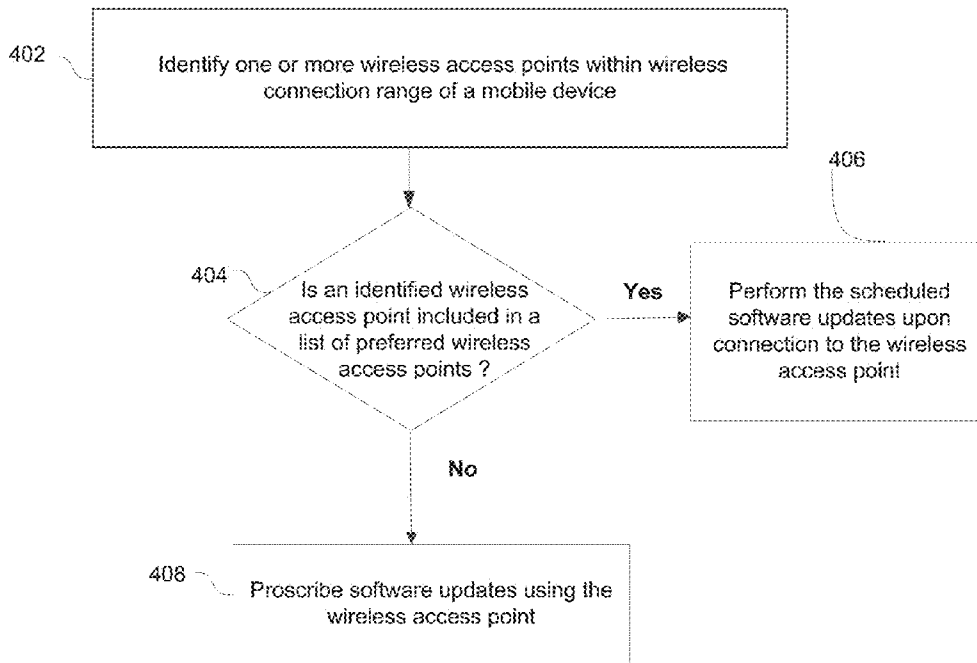 402
Identify one or more wireless access points within wireless
connection range of a mobile device
406
404
Is an identified wireless
access point included in a
list of preferred wireless
access points ?
Yes
Perform the scheduled
software updates upon
connection to the wireless
access point
No
408
Proscribe software updates using the
wireless access point